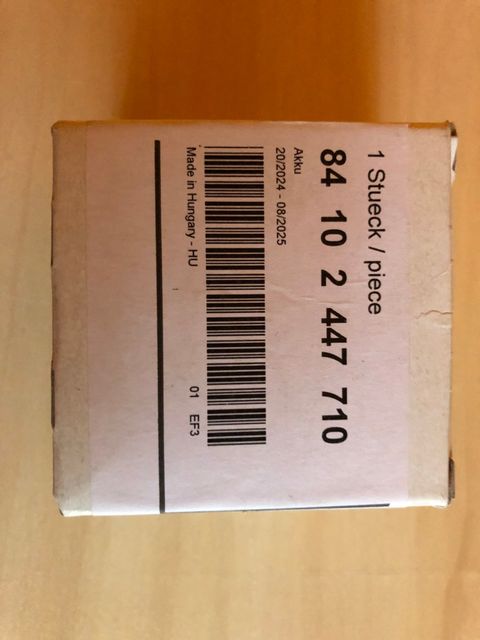 1 Stueck / piece
84 10 2 447 710
Akku
20/2024 - 08/2025
Made in Hungary - HU
01 EF3